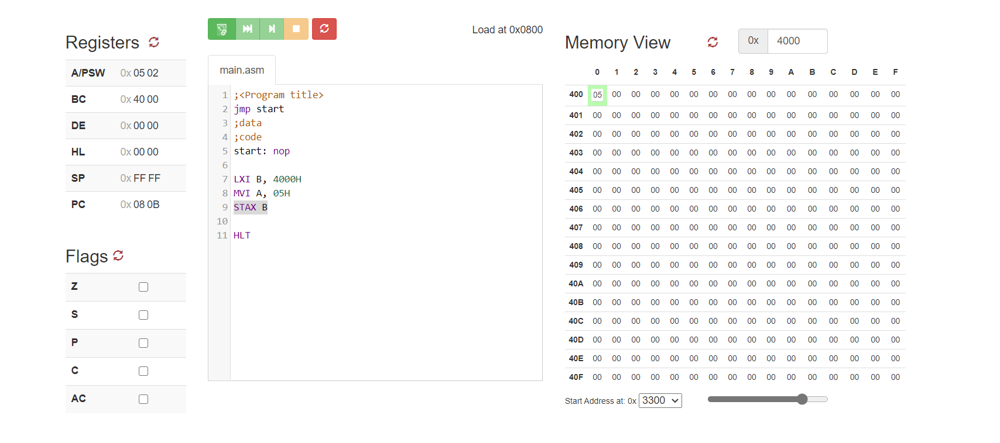 Registers
A/PSW 0x 05 02
BC 0x 40 00
DE 0x 00 00
HL 0x 00 00
SP 0x FF FF
PC 0x 08 0B
Flags
Z
S
P
C
AC
Load at 0x0800
main.asm
1 ;<Program title>
2 jmp start
3 ;data
4 ;code
5 start: nop
6
7 LXI B, 4000H
8 MVI A, 05H
9 STAX B
10
11 HLT
Memory View 0x 4000
0 1 2 3 4 5 6 7 8 9 A B C D E F
400 05 00 00 00 00 00 00 00 00 00 00 00 00 00 00 00
401 00 00 00 00 00 00 00 00 00 00 00 00 00 00 00 00
402 00 00 00 00 00 00 00 00 00 00 00 00 00 00 00 00
403 00 00 00 00 00 00 00 00 00 00 00 00 00 00 00 00
404 00 00 00 00 00 00 00 00 00 00 00 00 00 00 00 00
405 00 00 00 00 00 00 00 00 00 00 00 00 00 00 00 00
406 00 00 00 00 00 00 00 00 00 00 00 00 00 00 00 00
407 00 00 00 00 00 00 00 00 00 00 00 00 00 00 00 00
408 00 00 00 00 00 00 00 00 00 00 00 00 00 00 00 00
409 00 00 00 00 00 00 00 00 00 00 00 00 00 00 00 00
40A 00 00 00 00 00 00 00 00 00 00 00 00 00 00 00 00
40B 00 00 00 00 00 00 00 00 00 00 00 00 00 00 00 00
40C 00 00 00 00 00 00 00 00 00 00 00 00 00 00 00 00
40D 00 00 00 00 00 00 00 00 00 00 00 00 00 00 00 00
40E 00 00 00 00 00 00 00 00 00 00 00 00 00 00 00 00
40F 00 00 00 00 00 00 00 00 00 00 00 00 00 00 00 00
Start Address at: 0x 3300